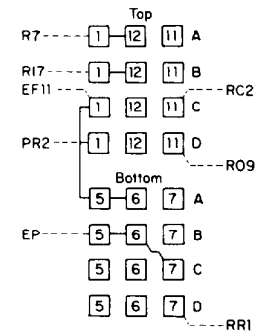 Top
R7 1 12 11 A
R17 1 12 11 B
EF11 RC2
1 12 11 C
PR2 1 12 11 D
RO9
Bottom
5 6 7 A
EP 5 6 7 B
5 6 7 C
5 6 7 D
RR1